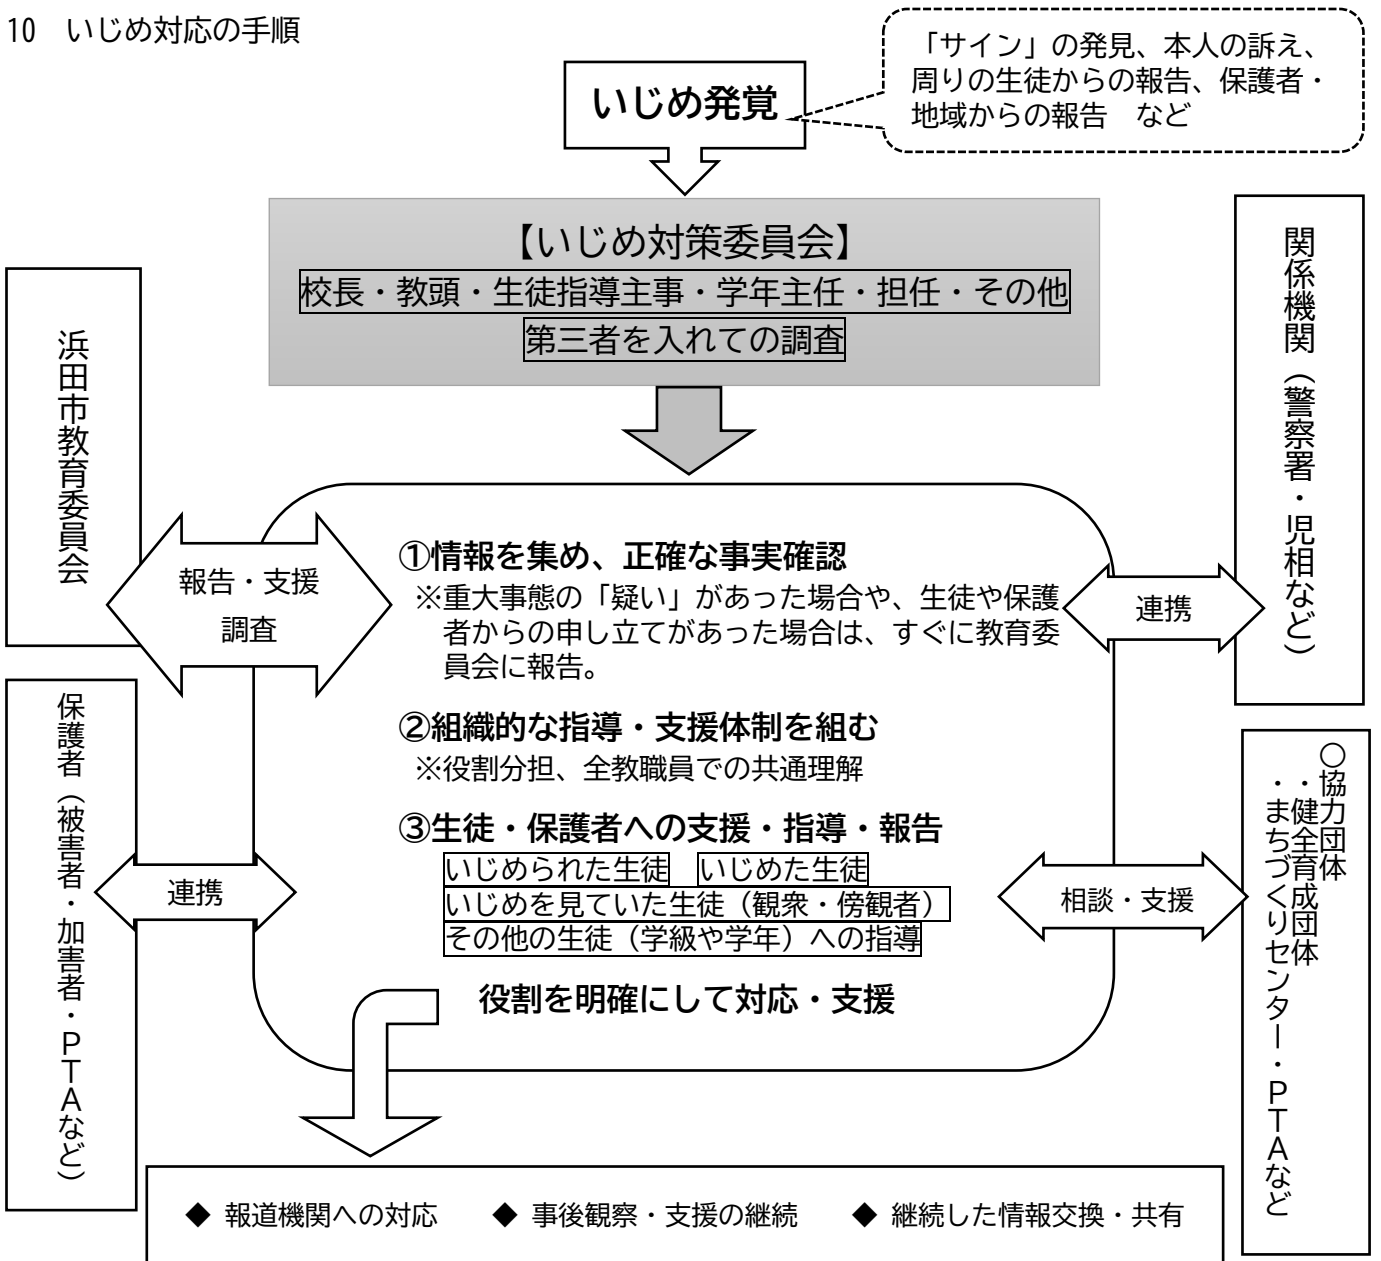 10　いじめ対応の手順
「サイン」の発見、本人の訴え、
周りの生徒からの報告、保護者・
地域からの報告　など
いじめ発覚
【いじめ対策委員会】
校長・教頭・生徒指導主事・学年主任・担任・その他
第三者を入れての調査
浜田市教育委員会
関係機関（警察署・児相など）
報告・支援
調査
①情報を集め、正確な事実確認
※重大事態の「疑い」があった場合や、生徒や保護
者からの申し立てがあった場合は、すぐに教育委
員会に報告。
連携
②組織的な指導・支援体制を組む
※役割分担、全教職員での共通理解
③生徒・保護者への支援・指導・報告
いじめられた生徒　いじめた生徒
いじめを見ていた生徒（観衆・傍観者）
その他の生徒（学級や学年）への指導
役割を明確にして対応・支援
保護者（被害者・加害者・ＰＴＡなど）
連携
相談・支援
〇協力団体
・健全育成団体
・まちづくりセンター・ＰＴＡなど
◆ 報道機関への対応　◆ 事後観察・支援の継続　◆ 継続した情報交換・共有